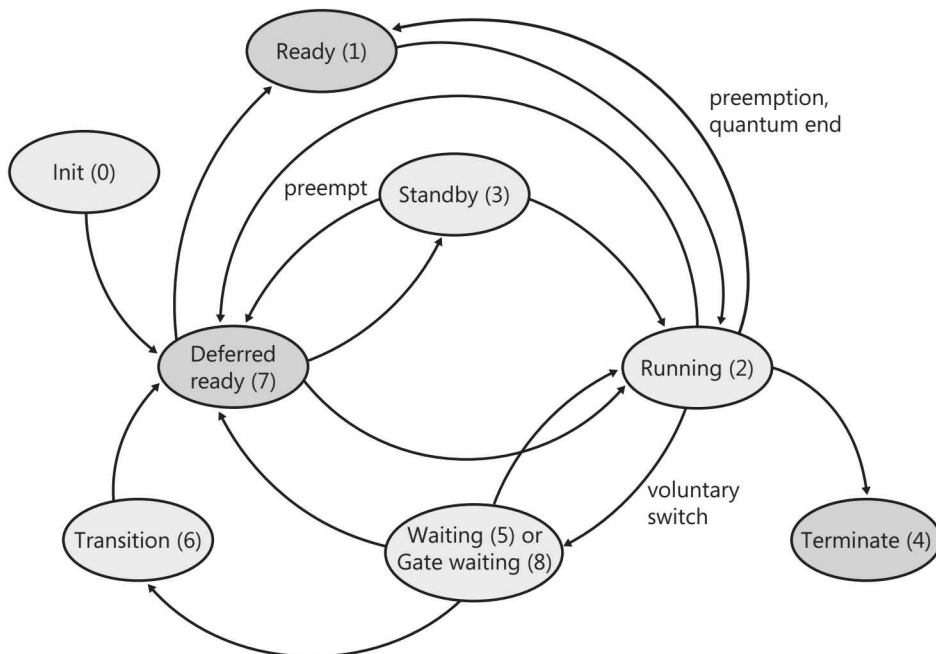 Ready (1)
preemption,
quantum end
Init (0)
preempt
Standby (3)
Deferred
ready (7)
Running (2)
voluntary
switch
Transition (6)
Waiting (5) or
Gate waiting (8)
Terminate (4)